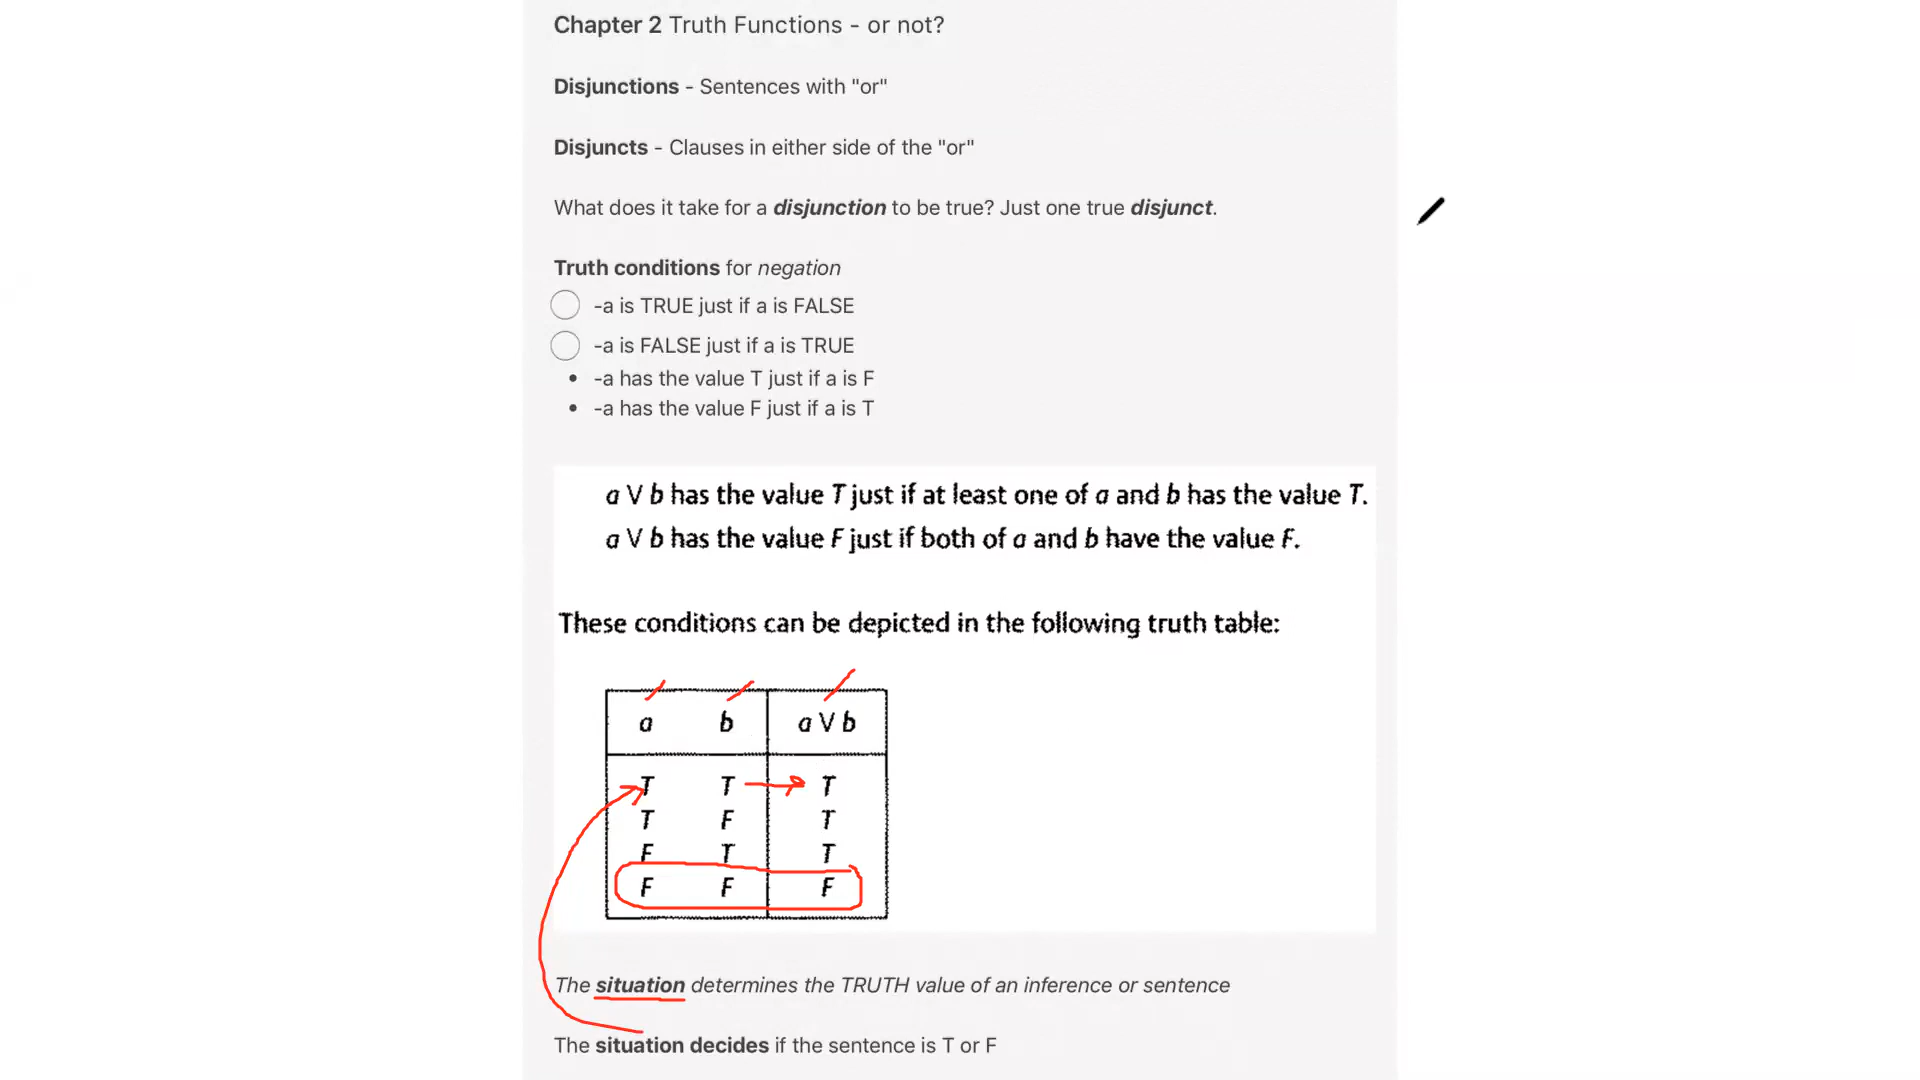 Chapter 2 Truth Functions - or not?
Disjunctions - Sentences with "or"
Disjuncts - Clauses in either side of the "or"
What does it take for a disjunction to be true? Just one true disjunct.
Truth conditions for negation
-a is TRUE just if a is FALSE
-a is FALSE just if a is TRUE
• -a has the value T just if a is F
• -a has the value F just if a is T
a V b has the value T just if at least one of a and b has the value T.
a V b has the value F just if both of a and b have the value F.
These conditions can be depicted in the following truth table:
a b a V b
T T T
T F T
F T T
F F F
The situation determines the TRUTH value of an inference or sentence
The situation decides if the sentence is T or F